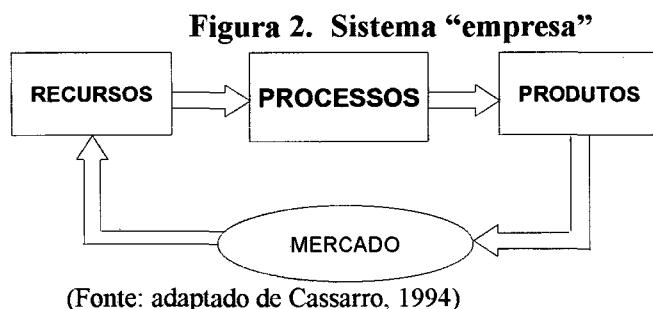 Figura 2. Sistema “empresa”
RECURSOS
PROCESSOS
PRODUTOS
MERCADO
(Fonte: adaptado de Cassarro, 1994)